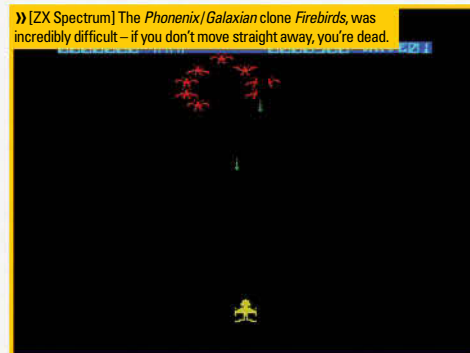 » [ZX Spectrum] The Phonenix/Galaxian clone Firebirds, was
incredibly difficult – if you don't move straight away, you're dead.